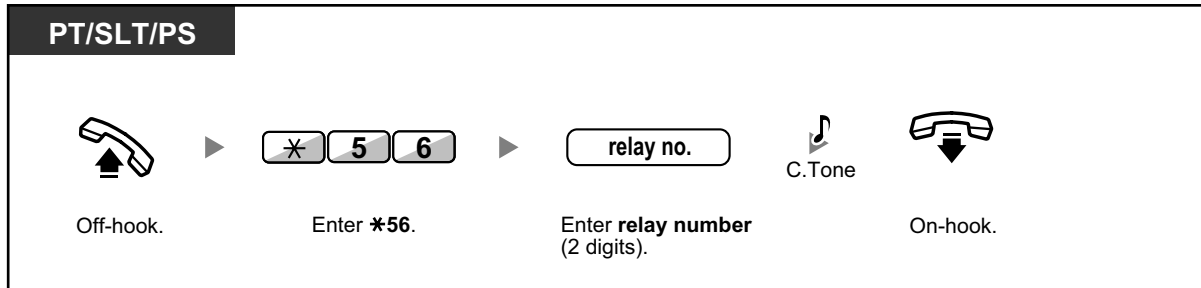 PT/SLT/PS
✳ 5 6
relay no.
C.Tone
Off-hook.
Enter ✳56.
Enter relay number
(2 digits).
On-hook.